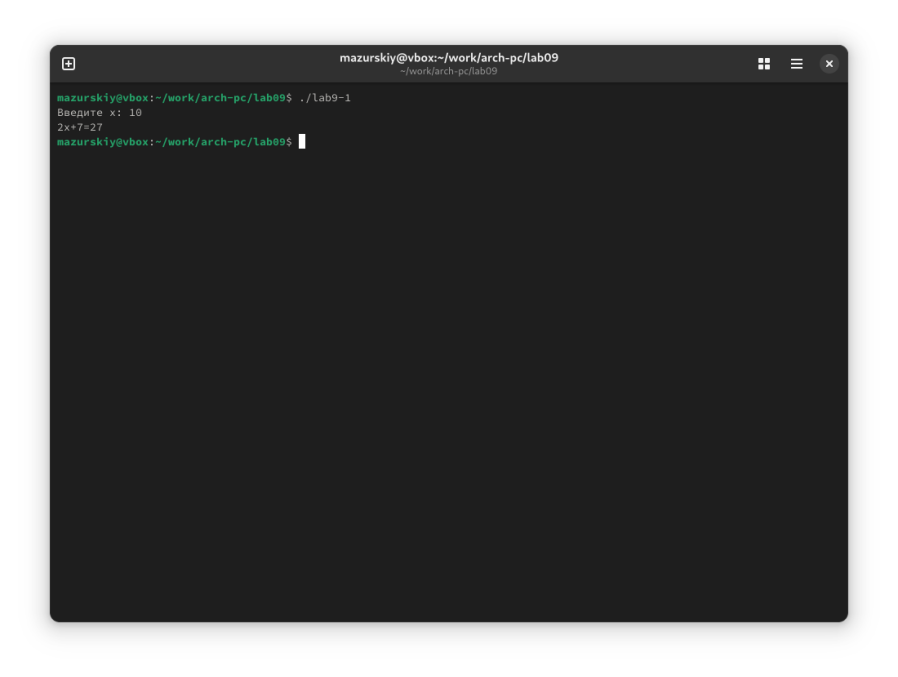 mazurskiy@vbox:~/work/arch-pc/lab09
~/work/arch-pc/lab09
mazurskiy@vbox:~/work/arch-pc/lab09$ ./lab9-1
Введите x: 10
2x+7=27
mazurskiy@vbox:~/work/arch-pc/lab09$